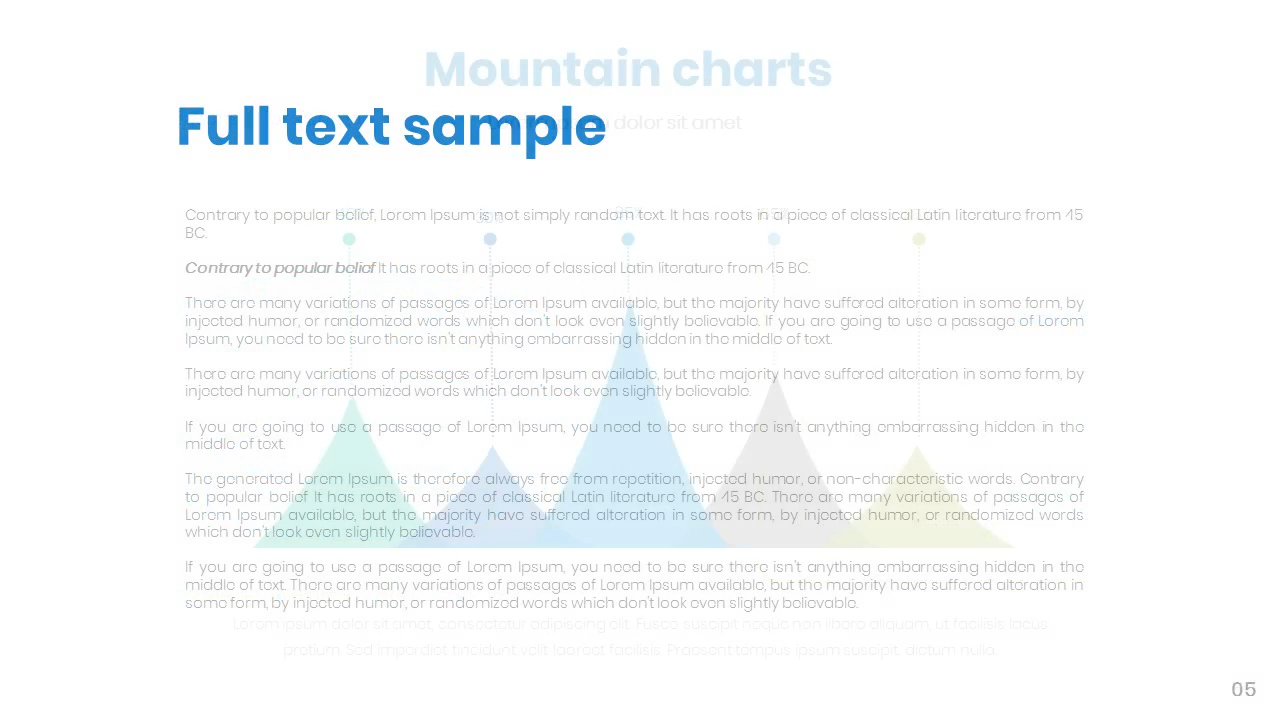 Mountain charts
Full text sample
dolor sit amet
Contrary to popular belief, Lorem Ipsum is not simply random text. It has roots in a piece of classical Latin literature from 45
BC.
Contrary to popular belief It has roots in a piece of classical Latin literature from 45 BC.
There are many variations of passages of Lorem Ipsum available, but the majority have suffered alteration in some form, by
injected humor, or randomized words which don't look even slightly believable. If you are going to use a passage of Lorem
Ipsum, you need to be sure there isn't anything embarrassing hidden in the middle of text.
There are many variations of passages of Lorem Ipsum available, but the majority have suffered alteration in some form, by
injected humor, or randomized words which don't look even slightly believable.
If you are going to use a passage of Lorem Ipsum, you need to be sure there isn't anything embarrassing hidden in the
middle of text.
The generated Lorem Ipsum is therefore always free from repetition, injected humor, or non-characteristic words. Contrary
to popular belief It has roots in a piece of classical Latin literature from 45 BC. There are many variations of passages of
Lorem Ipsum available, but the majority have suffered alteration in some form, by injected humor, or randomized words
which don't look even slightly believable.
If you are going to use a passage of Lorem Ipsum, you need to be sure there isn't anything embarrassing hidden in the
middle of text. There are many variations of passages of Lorem Ipsum available, but the majority have suffered alteration in
some form, by injected humor, or randomized words which don't look even slightly believable.
Lorem ipsum dolor sit amet, consectetur adipiscing elit. Fusce suscipit neque non libero aliquam, ut facilisis lacus
pretium. Sed imperdiet tincidunt velit laoreet facilisis. Praesent tempus ipsum suscipit, dictum nulla.
05